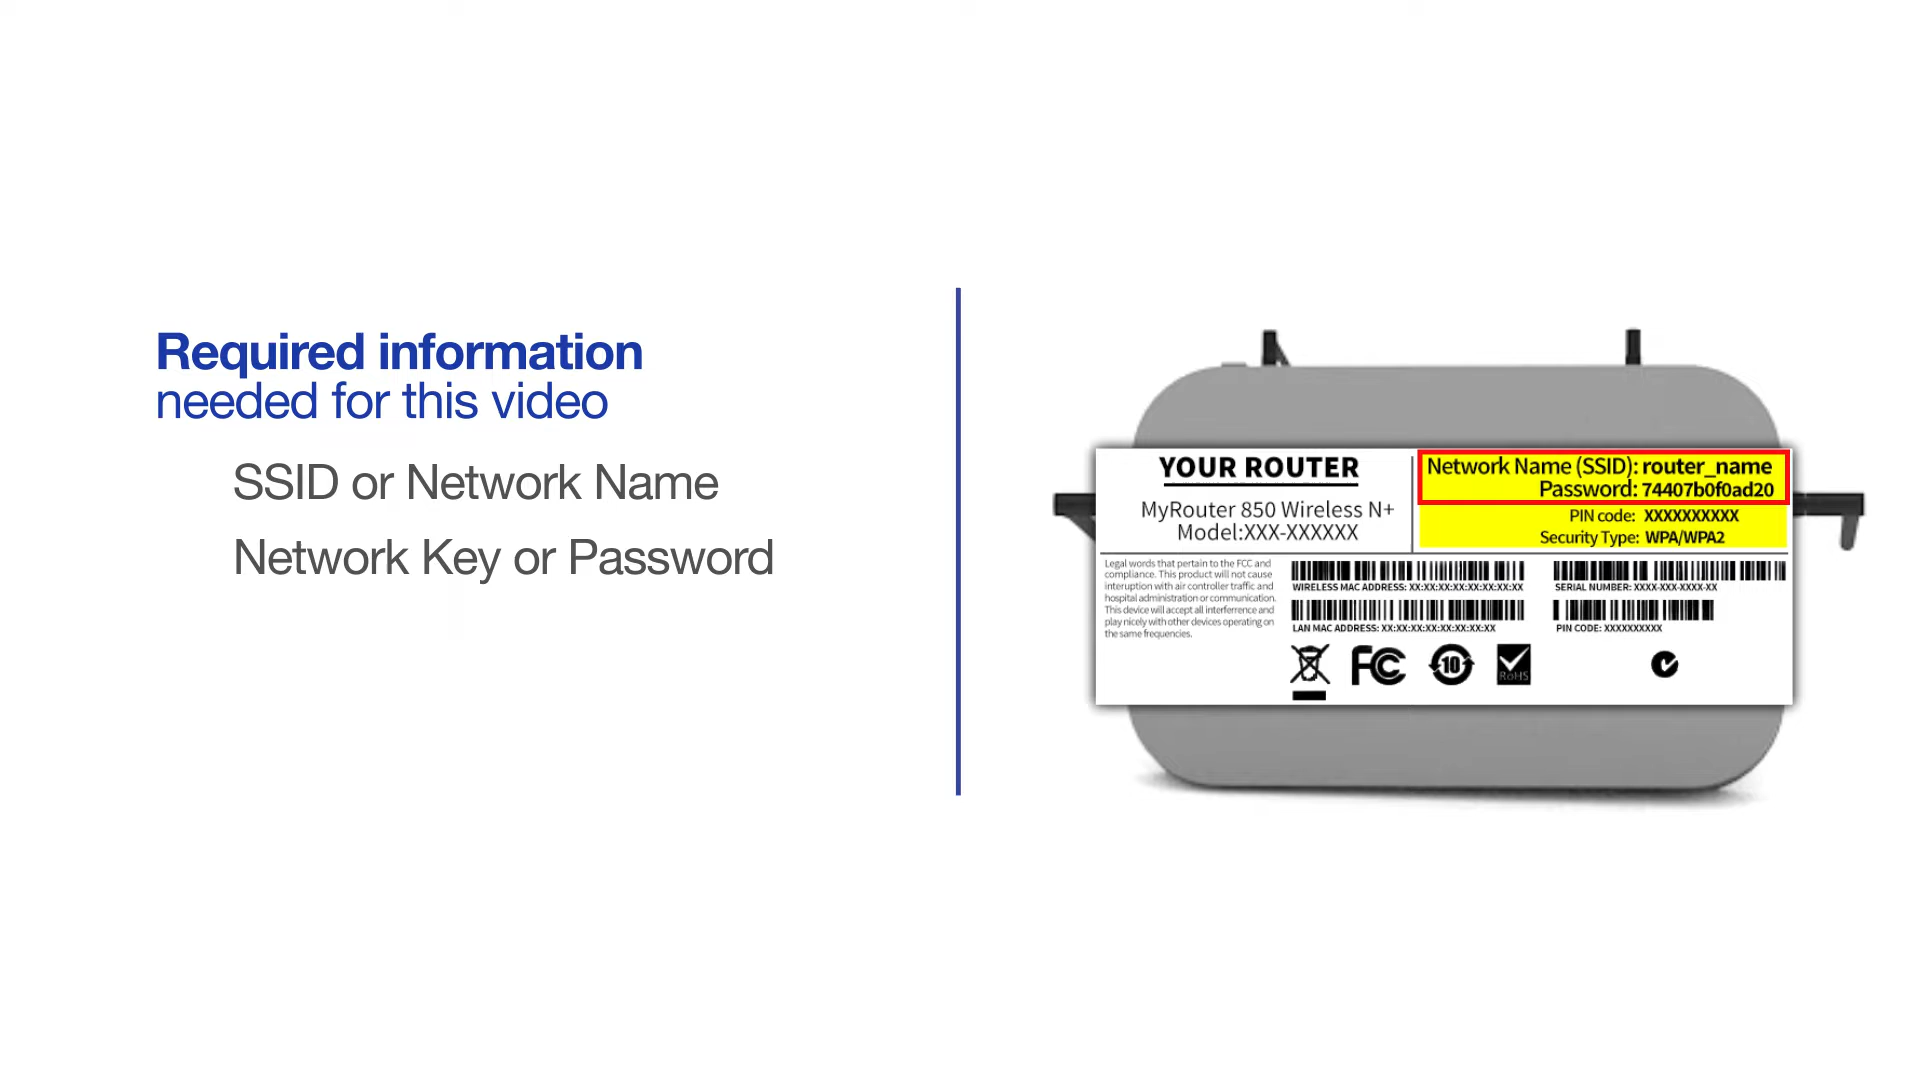 Required information
needed for this video
SSID or Network Name
Network Key or Password
YOUR ROUTER
MyRouter 850 Wireless N+
Model:XXX-XXXXXX
Network Name (SSID): router_name
Password: 74407b0f0ad20
PIN code: XXXXXXXXXX
Security Type: WPA/WPA2
Legal words that pertain to the FCC and
compliance. This product will not cause
interuption with air controller traffic and
hospital administration or communication.
This device will accept all interferrence and
play nicely with other devices operating on
the same frequencies.
WIRELESS MAC ADDRESS: XX:XX:XX:XX:XX:XX:XX:XX
SERIAL NUMBER: XXXX-XXX-XXXX-XX
LAN MAC ADDRESS: XX:XX:XX:XX:XX:XX:XX:XX
PIN CODE: XXXXXXXXXX
FC
10
RoHS